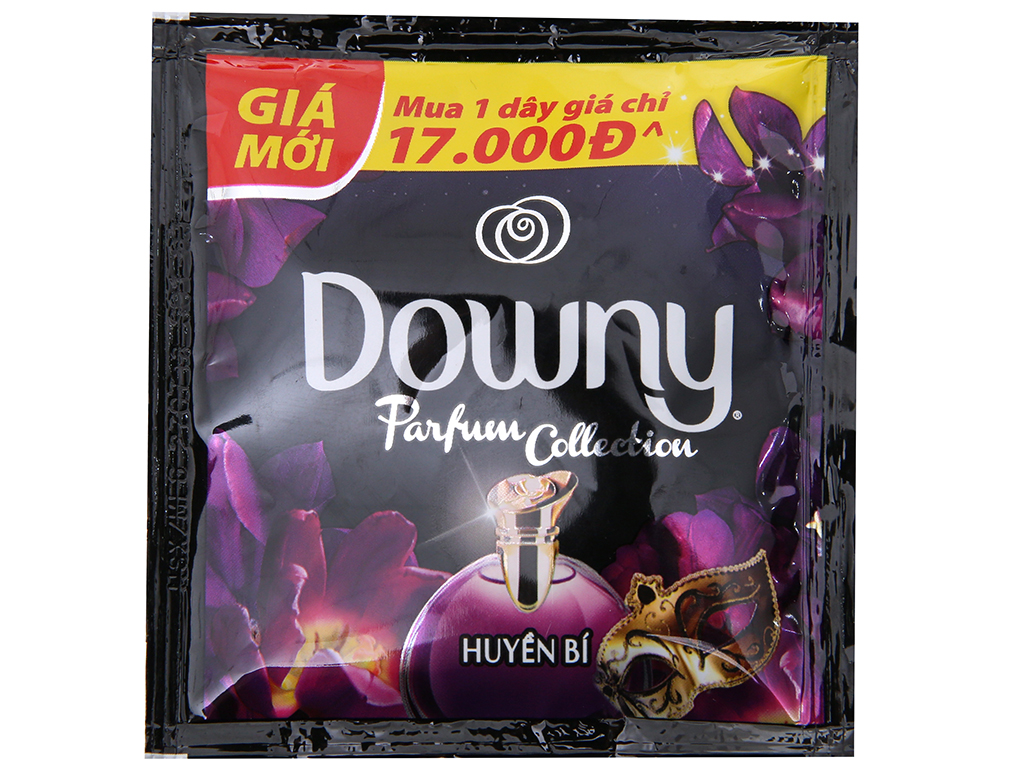 GIÁ
MỚI
Mua 1 dây giá chỉ
17.000Đ^
Downy®
Parfum Collection
HUYỀN BÍ